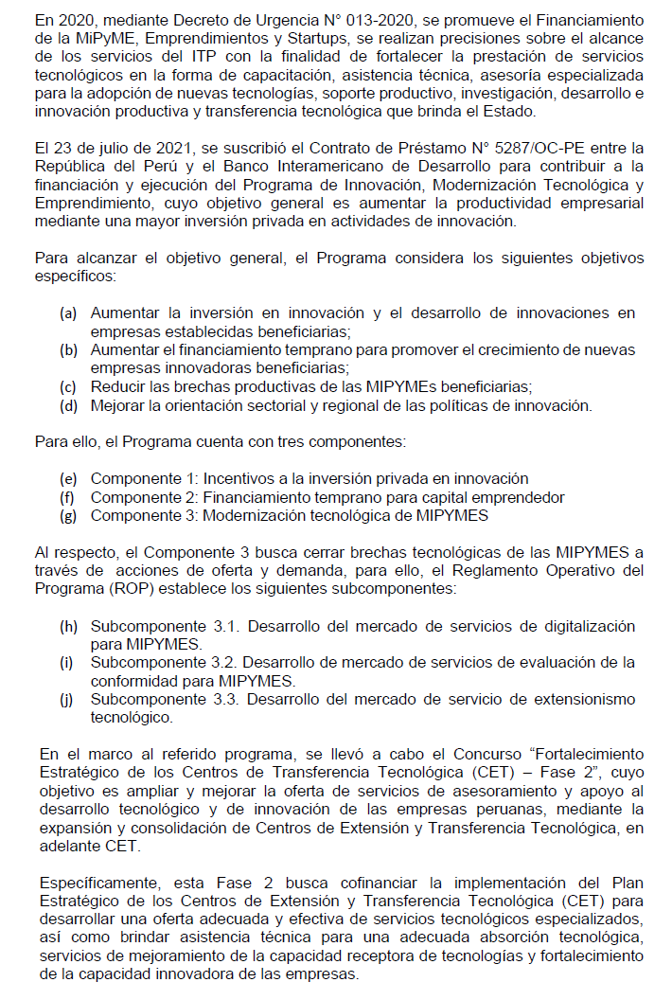 En 2020, mediante Decreto de Urgencia N° 013-2020, se promueve el Financiamiento
de la MiPyME, Emprendimientos y Startups, se realizan precisiones sobre el alcance
de los servicios del ITP con la finalidad de fortalecer la prestación de servicios
tecnológicos en la forma de capacitación, asistencia técnica, asesoría especializada
para la adopción de nuevas tecnologías, soporte productivo, investigación, desarrollo e
innovación productiva y transferencia tecnológica que brinda el Estado.
El 23 de julio de 2021, se suscribió el Contrato de Préstamo N° 5287/OC-PE entre la
República del Perú y el Banco Interamericano de Desarrollo para contribuir a la
financiación y ejecución del Programa de Innovación, Modernización Tecnológica y
Emprendimiento, cuyo objetivo general es aumentar la productividad empresarial
mediante una mayor inversión privada en actividades de innovación.
Para alcanzar el objetivo general, el Programa considera los siguientes objetivos
específicos:
(a) Aumentar la inversión en innovación y el desarrollo de innovaciones en
empresas establecidas beneficiarias;
(b) Aumentar el financiamiento temprano para promover el crecimiento de nuevas
empresas innovadoras beneficiarias;
(c) Reducir las brechas productivas de las MIPYMEs beneficiarias;
(d) Mejorar la orientación sectorial y regional de las políticas de innovación.
Para ello, el Programa cuenta con tres componentes:
(e) Componente 1: Incentivos a la inversión privada en innovación
(f) Componente 2: Financiamiento temprano para capital emprendedor
(g) Componente 3: Modernización tecnológica de MIPYMES
Al respecto, el Componente 3 busca cerrar brechas tecnológicas de las MIPYMES a
través de acciones de oferta y demanda, para ello, el Reglamento Operativo del
Programa (ROP) establece los siguientes subcomponentes:
(h) Subcomponente 3.1. Desarrollo del mercado de servicios de digitalización
para MIPYMES.
(i) Subcomponente 3.2. Desarrollo de mercado de servicios de evaluación de la
conformidad para MIPYMES.
(j) Subcomponente 3.3. Desarrollo del mercado de servicio de extensionismo
tecnológico.
En el marco al referido programa, se llevó a cabo el Concurso “Fortalecimiento
Estratégico de los Centros de Transferencia Tecnológica (CET) – Fase 2”, cuyo
objetivo es ampliar y mejorar la oferta de servicios de asesoramiento y apoyo al
desarrollo tecnológico y de innovación de las empresas peruanas, mediante la
expansión y consolidación de Centros de Extensión y Transferencia Tecnológica, en
adelante CET.
Específicamente, esta Fase 2 busca cofinanciar la implementación del Plan
Estratégico de los Centros de Extensión y Transferencia Tecnológica (CET) para
desarrollar una oferta adecuada y efectiva de servicios tecnológicos especializados,
así como brindar asistencia técnica para una adecuada absorción tecnológica,
servicios de mejoramiento de la capacidad receptora de tecnologías y fortalecimiento
de la capacidad innovadora de las empresas.